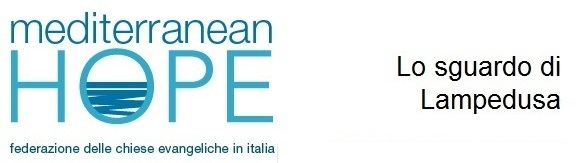 mediterranean
HOPE
federazione delle chiese evangeliche in italia
Lo sguardo di
Lampedusa